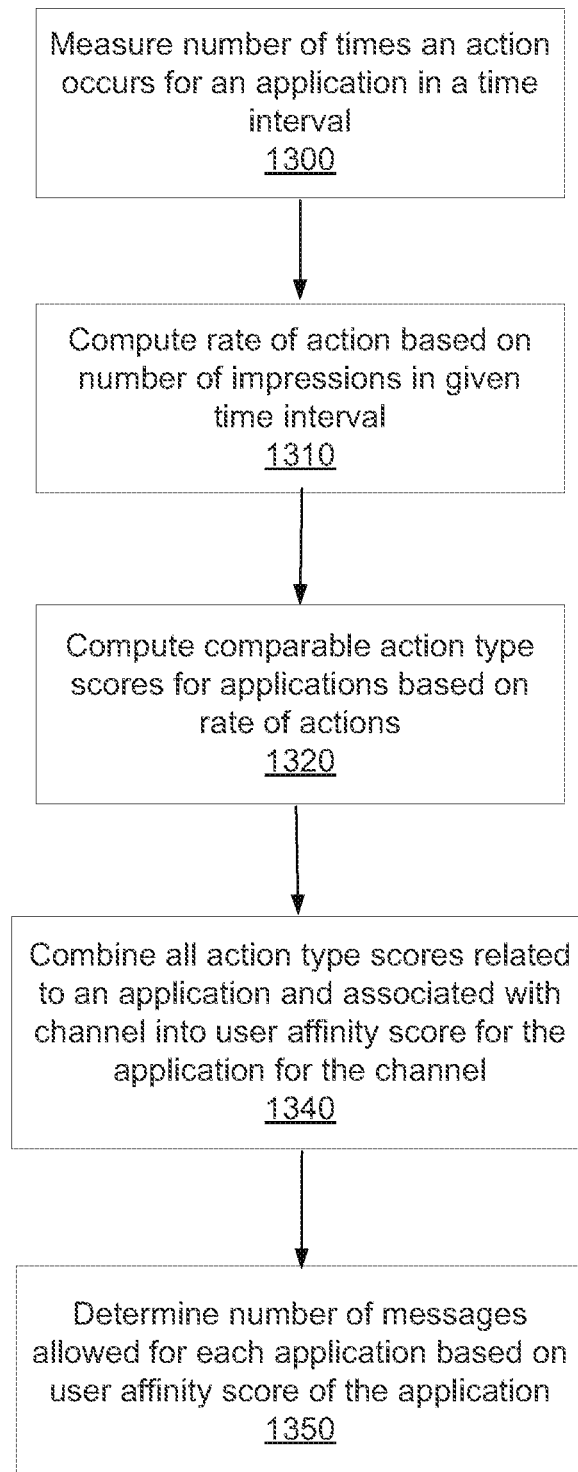 Measure number of times an action
occurs for an application in a time
interval
1300
Compute rate of action based on
number of impressions in given
time interval
1310
Compute comparable action type
scores for applications based on
rate of actions
1320
Combine all action type scores related
to an application and associated with
channel into user affinity score for the
application for the channel
1340
Determine number of messages
allowed for each application based on
user affinity score of the application
1350